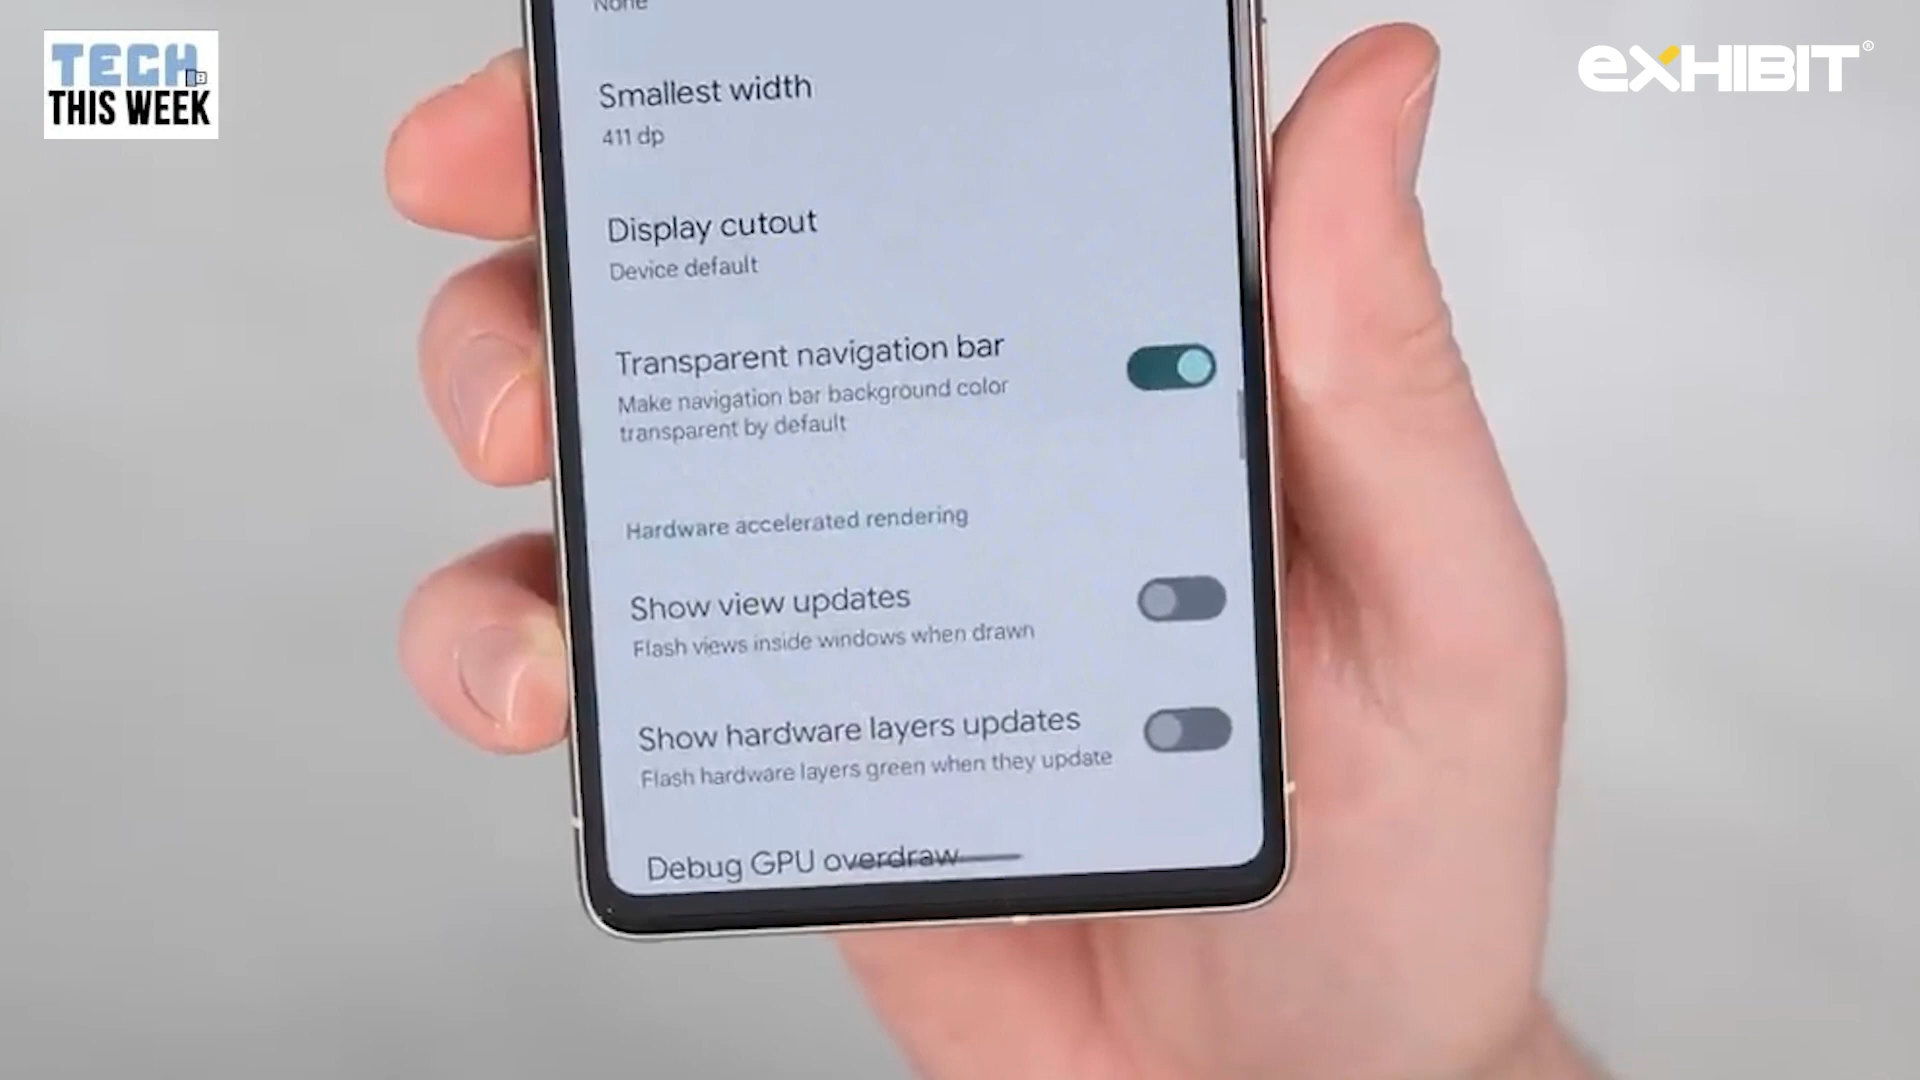 TECH
THIS WEEK
eXHIBIT®
None
Smallest width
411 dp
Display cutout
Device default
Transparent navigation bar
Make navigation bar background color
transparent by default
Hardware accelerated rendering
Show view updates
Flash views inside windows when drawn
Show hardware layers updates
Flash hardware layers green when they update
Debug GPU overdraw